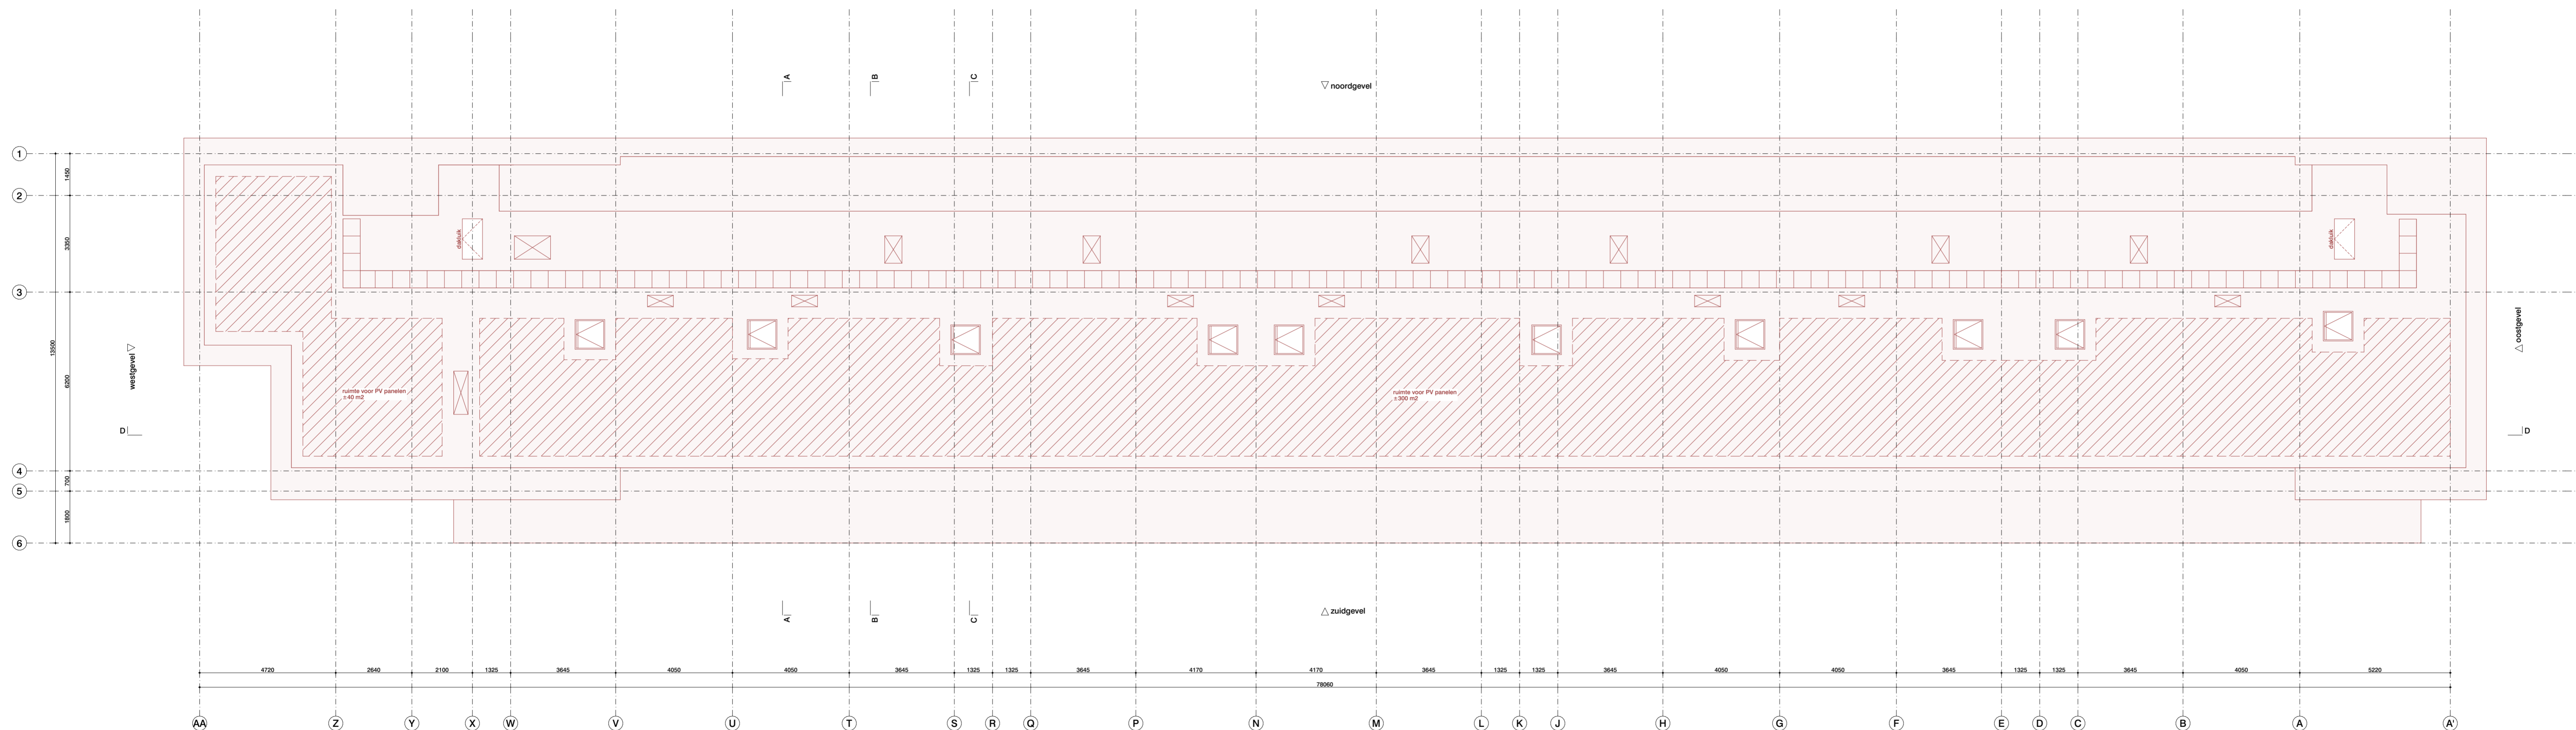 A B C
noordgevel
1
1450
2
dakluik
dakluik
3350
3
13500
westgevel
oostgevel
6200
ruimte voor PV panelen
±40 m2
ruimte voor PV panelen
±300 m2
D D
4
700
5
1800
6
zuidgevel
A B C
4720 2640 2100 1325 3645 4050 4050 3645 1325 1325 3645 4170 4170 3645 1325 1325 3645 4050 4050 3645 1325 1325 3645 4050 5220
78060
AA Z Y X W V U T S R Q P N M L K J H G F E D C B A A'